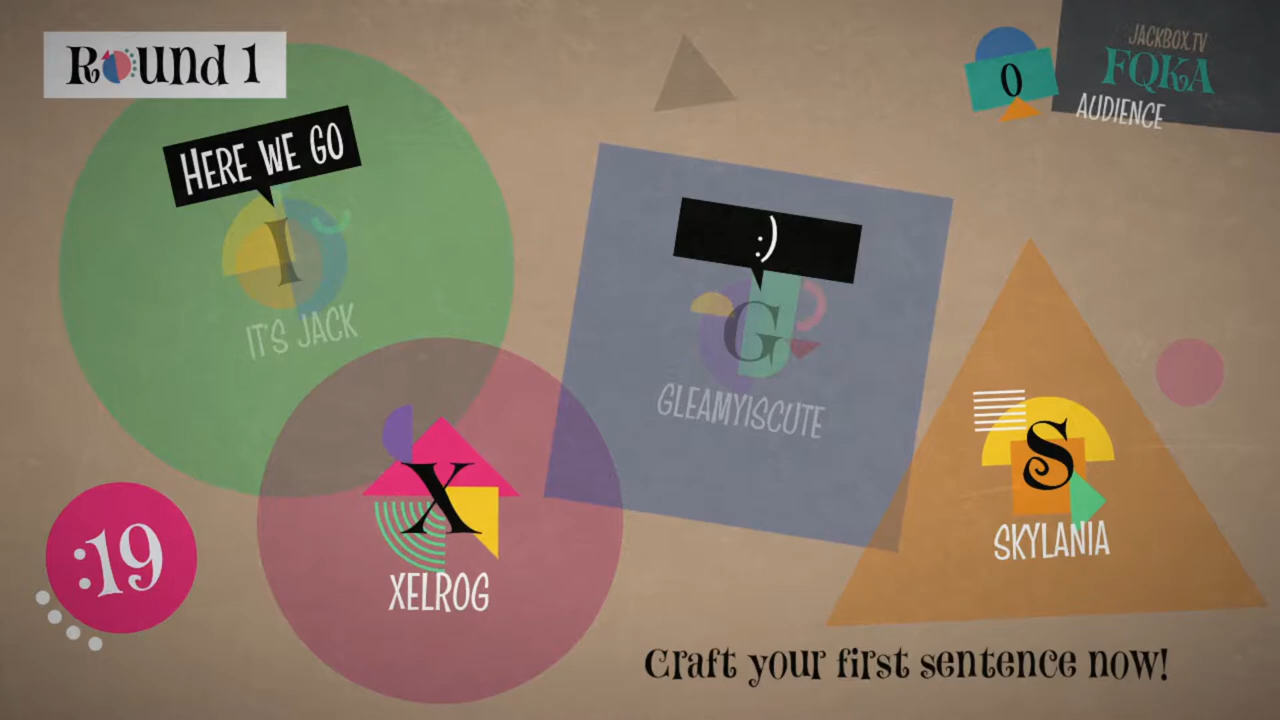 Round 1
JACKBOX.TV
FQKA
AUDIENCE
0
HERE WE GO
I
IT'S JACK
:)
G
GLEAMYISCUTE
S
SKYLANIA
X
XELROG
:19
Craft your first sentence now!